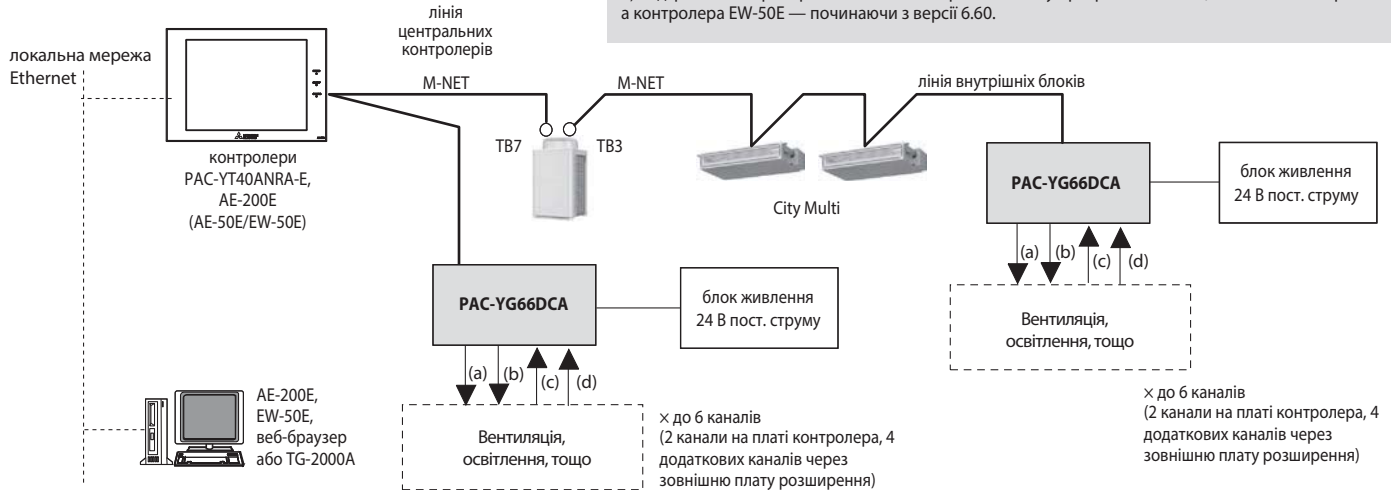 а контролера EW-50E — починаючи з версії 6.60.
лінія
центральних
контролерів
локальна мережа
Ethernet
M-NET
M-NET
лінія внутрішніх блоків
TB7
TB3
City Multi
контролери
PAC-YT40ANRA-E,
AE-200E
(AE-50E/EW-50E)
PAC-YG66DCA
блок живлення
24 В пост. струму
(a)
(b)
(c)
(d)
Вентиляція,
освітлення, тощо
× до 6 каналів
(2 канали на платі контролера, 4
додаткових каналів через
зовнішню плату розширення)
PAC-YG66DCA
блок живлення
24 В пост. струму
(a)
(b)
(c)
(d)
Вентиляція,
освітлення, тощо
× до 6 каналів
(2 канали на платі контролера, 4
додаткових каналів через
зовнішню плату розширення)
AE-200E,
EW-50E,
веб-браузер
або TG-2000A